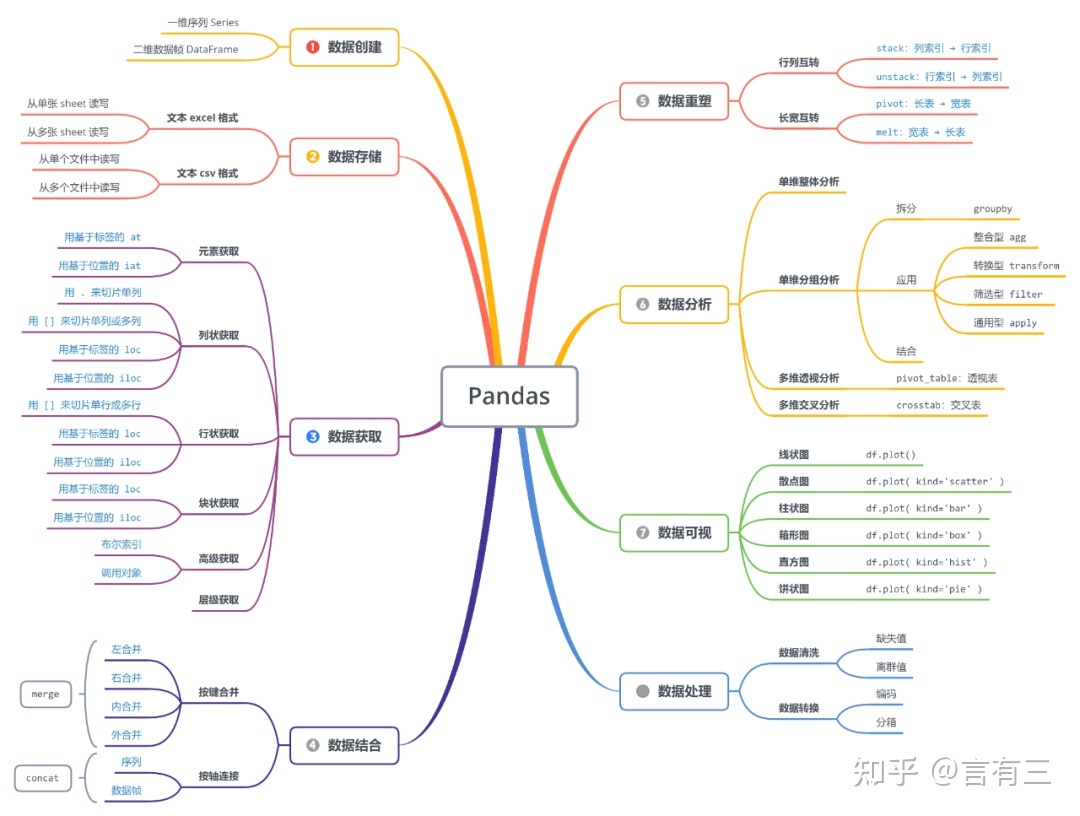 Pandas
❶ 数据创建
一维序列 Series
二维数据帧 DataFrame
❷ 数据存储
文本 excel 格式
从单张 sheet 读写
从多张 sheet 读写
文本 csv 格式
从单个文件中读写
从多个文件中读写
❸ 数据获取
元素获取
用基于标签的 at
用基于位置的 iat
列状获取
用 . 来切片单列
用 [] 来切片单列或多列
用基于标签的 loc
用基于位置的 iloc
行状获取
用 [] 来切片单行或多行
用基于标签的 loc
用基于位置的 iloc
块状获取
用基于标签的 loc
用基于位置的 iloc
高级获取
布尔索引
调用对象
层级获取
❹ 数据结合
按键合并
左合并
右合并
内合并
外合并
merge
按轴连接
序列
数据帧
concat
❺ 数据重塑
行列互转
stack: 列索引 → 行索引
unstack: 行索引 → 列索引
长宽互转
pivot: 长表 → 宽表
melt: 宽表 → 长表
❻ 数据分析
单维整体分析
单维分组分析
拆分
groupby
应用
整合型 agg
转换型 transform
筛选型 filter
通用型 apply
结合
多维透视分析
pivot_table: 透视表
多维交叉分析
crosstab: 交叉表
❼ 数据可视
线状图 df.plot()
散点图 df.plot( kind='scatter' )
柱状图 df.plot( kind='bar' )
箱形图 df.plot( kind='box' )
直方图 df.plot( kind='hist' )
饼状图 df.plot( kind='pie' )
数据处理
数据清洗
缺失值
离群值
数据转换
编码
分箱
知乎 @言有三